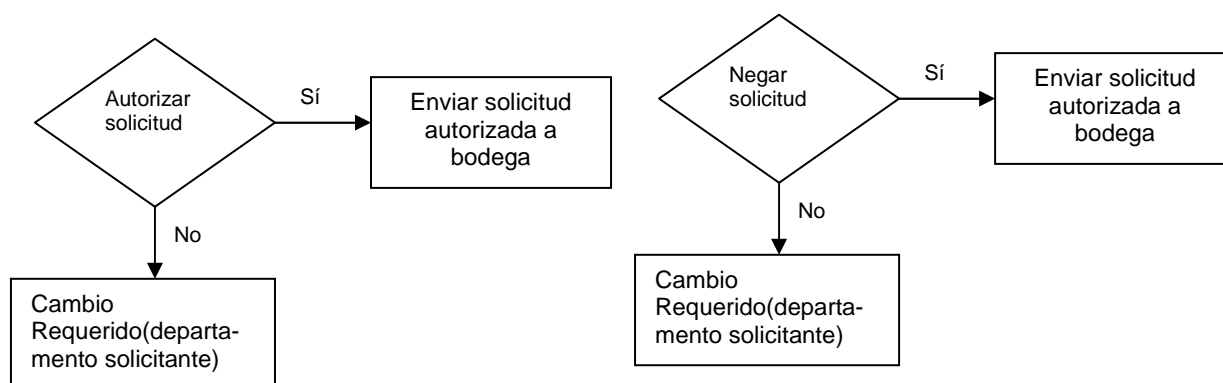 Autorizar
solicitud
Sí
Enviar solicitud
autorizada a
bodega
No
Cambio
Requerido(departa-
mento solicitante)
Negar
solicitud
Sí
Enviar solicitud
autorizada a
bodega
No
Cambio
Requerido(departa-
mento solicitante)